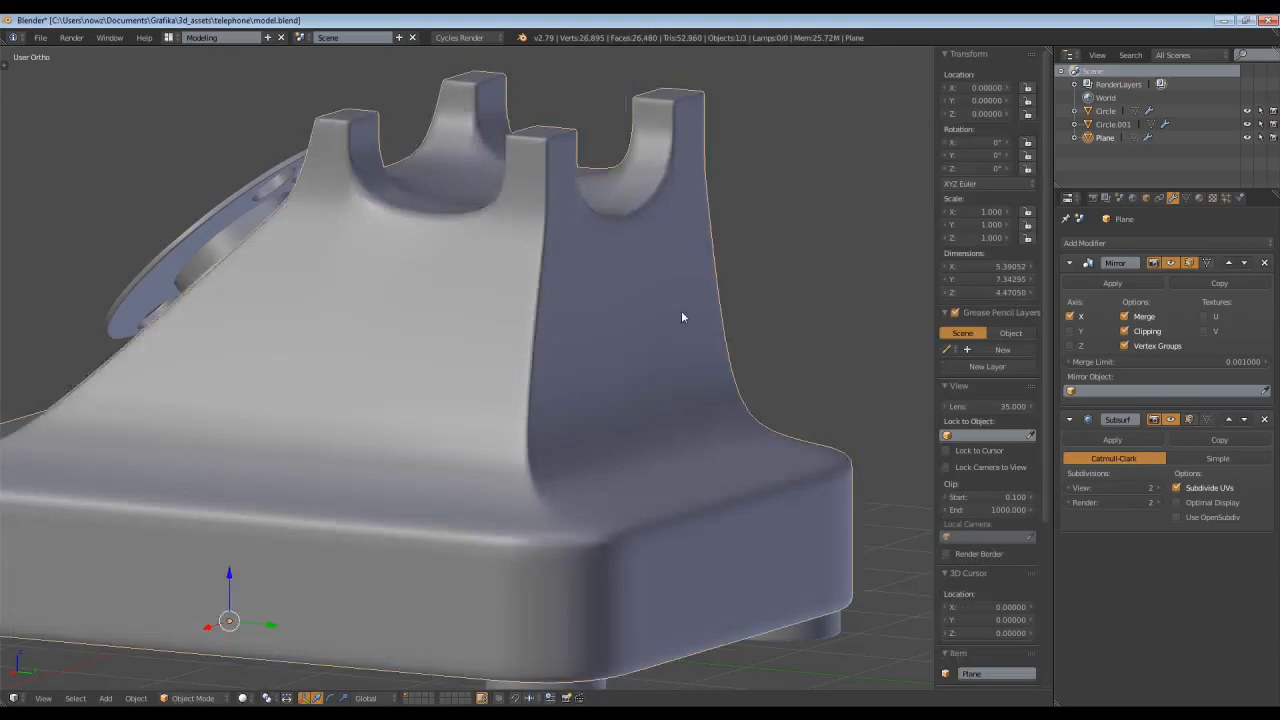 Blender* [C:\Users\nowz\Documents\Grafika\3d_assets\telephone\model.blend]
File Render Window Help Modeling Scene Cycles Render v2.79 | Verts:26,895 | Faces:26,480 | Tris:52,960 | Objects:1/3 | Lamps:0/0 | Mem:25.72M | Plane
User Ortho
Transform
Location:
X: 0.00000
Y: 0.00000
Z: 0.00000
Rotation:
X: 0°
Y: 0°
Z: 0°
XYZ Euler
Scale:
X: 1.000
Y: 1.000
Z: 1.000
Dimensions:
X: 5.39052
Y: 7.34295
Z: 4.47050
Grease Pencil Layers
Scene Object
New
New Layer
View
Lens: 35.000
Lock to Object:
Lock to Cursor
Lock Camera to View
Clip:
Start: 0.100
End: 1000.000
Local Camera:
Render Border
3D Cursor
Location:
X: 0.00000
Y: 0.00000
Z: 0.00000
Item
Plane
View Search All Scenes
Scene
RenderLayers
World
Circle
Circle.001
Plane
Plane
Add Modifier
Mirror
Apply Copy
Axis: Options: Textures:
X Merge U
Y Clipping V
Z Vertex Groups
Merge Limit: 0.001000
Mirror Object:
Subsurf
Apply Copy
Catmull-Clark Simple
Subdivisions: Options:
View: 2 Subdivide UVs
Render: 2 Optimal Display
Use OpenSubdiv
View Select Add Object Object Mode Global